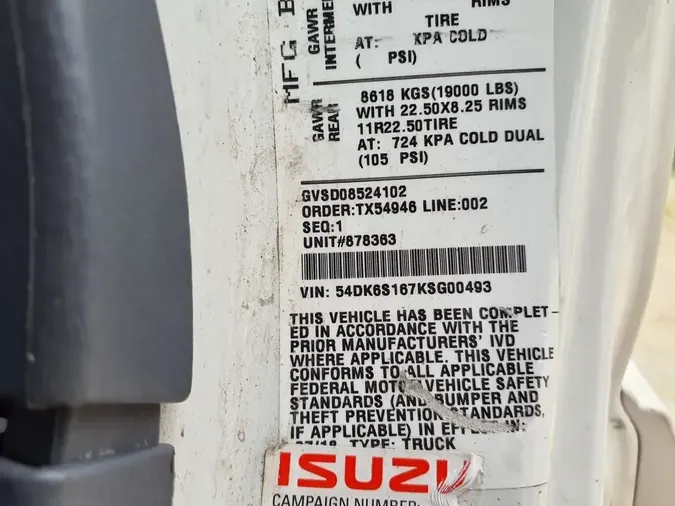 WITH RIMS
TIRE
AT: KPA COLD
( PSI)
MFG B
GAWR
INTERME
GAWR
REAR
8618 KGS(19000 LBS)
WITH 22.50X8.25 RIMS
11R22.50TIRE
AT: 724 KPA COLD DUAL
(105 PSI)
GVSD08524102
ORDER:TX54946 LINE:002
SEQ:1
UNIT#878363
VIN: 54DK6S167KSG00493
THIS VEHICLE HAS BEEN COMPLET-
ED IN ACCORDANCE WITH THE
PRIOR MANUFACTURERS' IVD
WHERE APPLICABLE. THIS VEHICLE
CONFORMS TO ALL APPLICABLE
FEDERAL MOTOR VEHICLE SAFETY
STANDARDS (AND BUMPER AND
THEFT PREVENTION STANDARDS,
IF APPLICABLE) IN EFFECT IN:
07/18 TYPE: TRUCK
ISUZU
CAMPAIGN NUMBER: